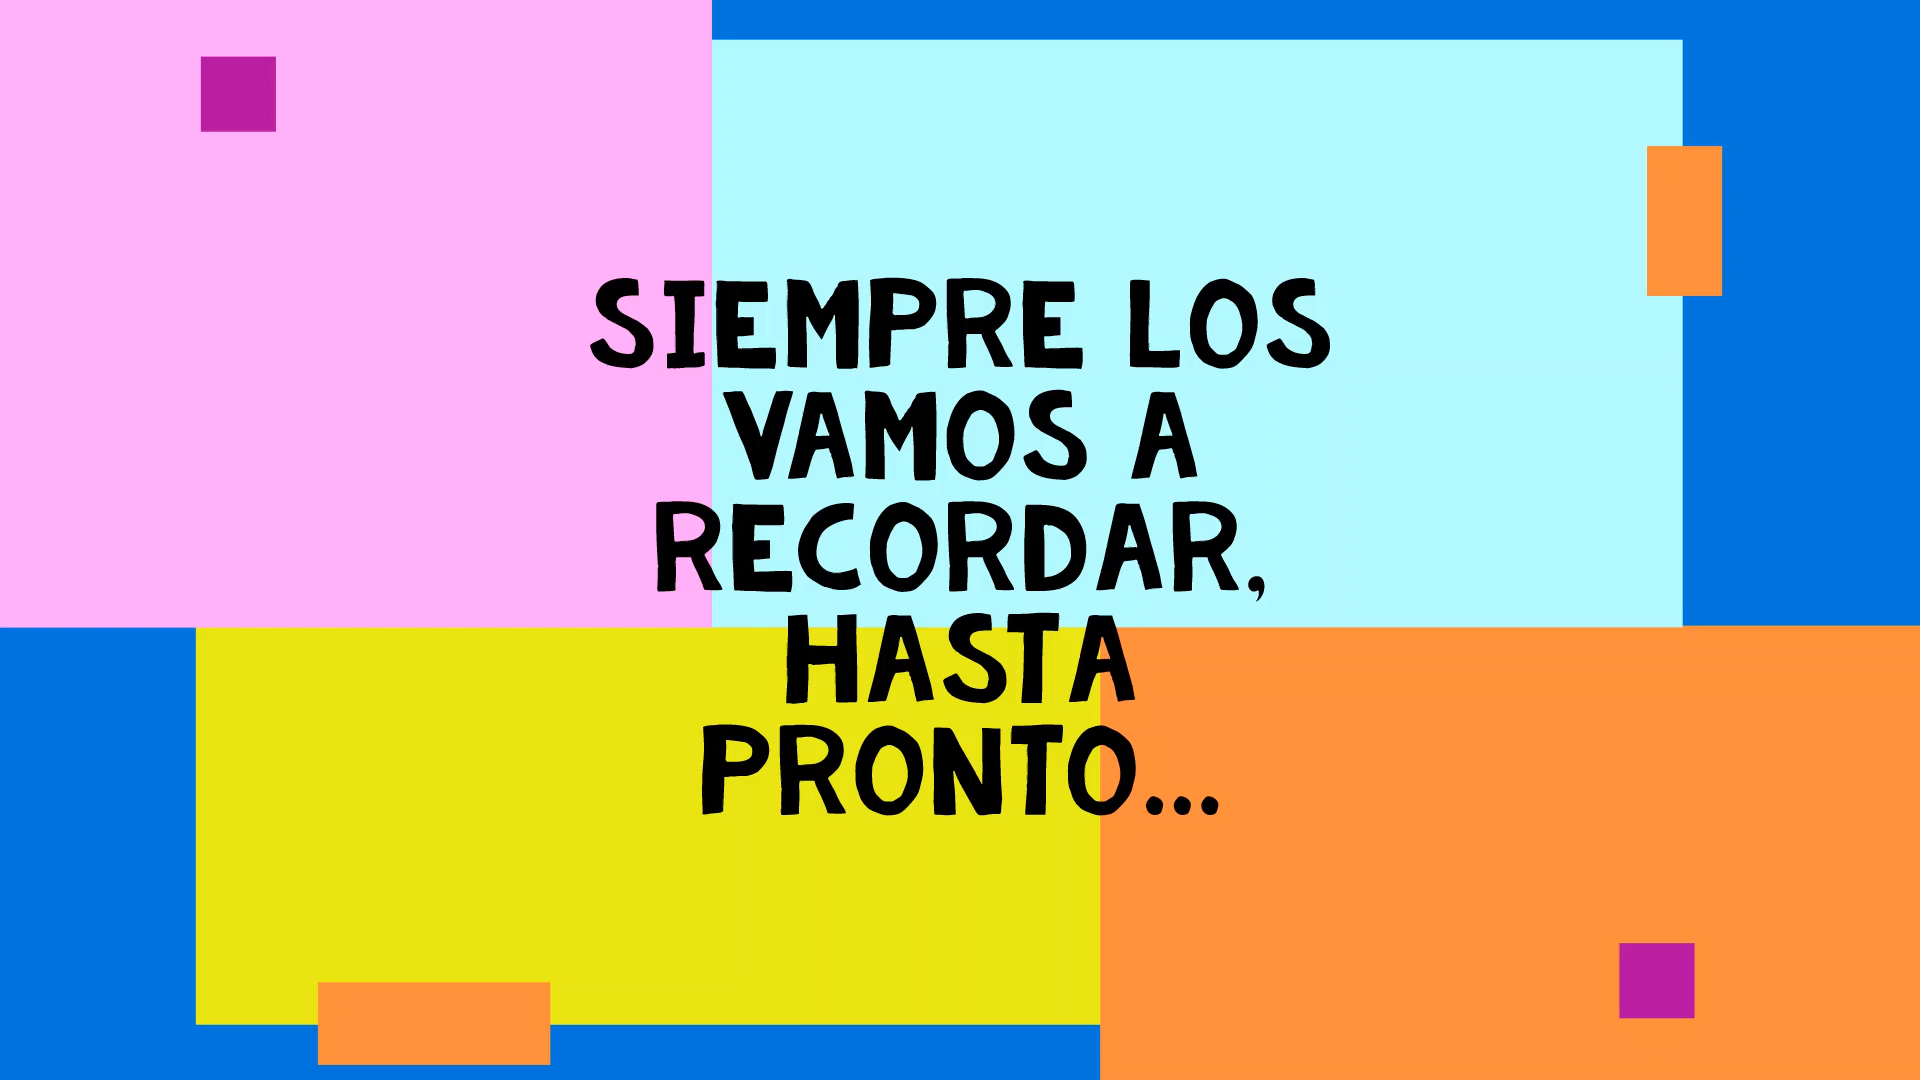 SIEMPRE LOS
VAMOS A
RECORDAR,
HASTA
PRONTO...